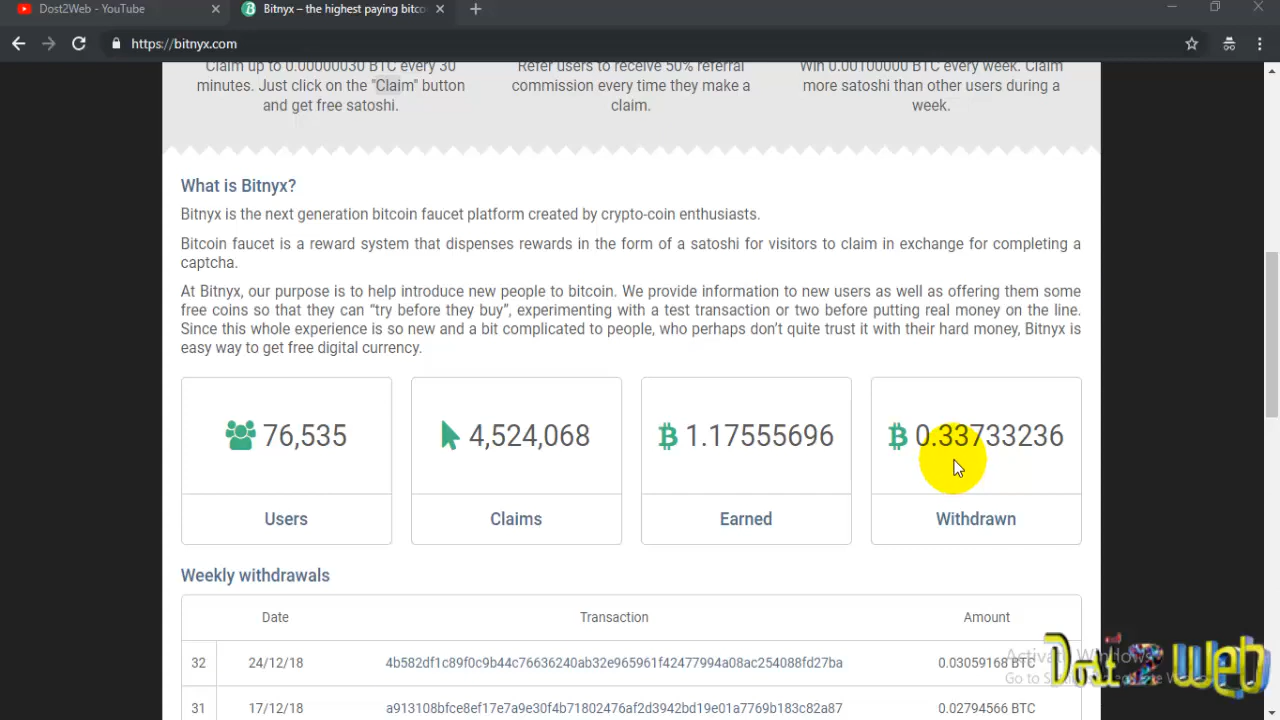 Dost2Web - YouTube
Bitnyx – the highest paying bitco
https://bitnyx.com
Claim up to 0.00000030 BTC every 30
minutes. Just click on the "Claim" button
and get free satoshi.
Refer users to receive 50% referral
commission every time they make a
claim.
Win 0.00100000 BTC every week. Claim
more satoshi than other users during a
week.
What is Bitnyx?
Bitnyx is the next generation bitcoin faucet platform created by crypto-coin enthusiasts.
Bitcoin faucet is a reward system that dispenses rewards in the form of a satoshi for visitors to claim in exchange for completing a
captcha.
At Bitnyx, our purpose is to help introduce new people to bitcoin. We provide information to new users as well as offering them some
free coins so that they can “try before they buy”, experimenting with a test transaction or two before putting real money on the line.
Since this whole experience is so new and a bit complicated to people, who perhaps don’t quite trust it with their hard money, Bitnyx is
easy way to get free digital currency.
76,535
Users
4,524,068
Claims
1.17555696
Earned
0.33733236
Withdrawn
Weekly withdrawals
Date Transaction Amount
32 24/12/18 4b582df1c89f0c9b44c76636240ab32e965961f42477994a08ac254088fd27ba 0.03059168 BTC
31 17/12/18 a913108bfce8ef17e7a9e30f4b71802476af2d3942bd19e01a7769b183c82a87 0.02794566 BTC
Activate Windows
Dost 2 Web